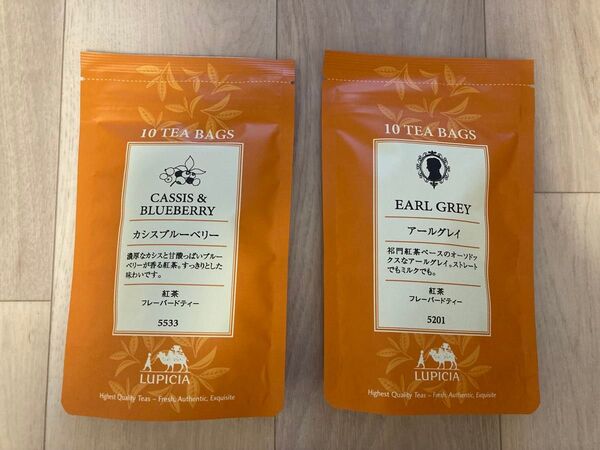 10 TEA BAGS
CASSIS &
BLUEBERRY
カシスブルーベリー
濃厚なカシスと甘酸っぱいブルー
ベリーが香る紅茶。すっきりとした
味わいです。
紅茶
フレーバードティー
5533
LUPICIA
Highest Quality Teas – Fresh, Authentic, Exquisite
10 TEA BAGS
EARL GREY
アールグレイ
祁門紅茶ベースのオーソドッ
クスなアールグレイ。ストレート
でもミルクでも。
紅茶
フレーバードティー
5201
LUPICIA
Highest Quality Teas – Fresh, Authentic, Exquisite